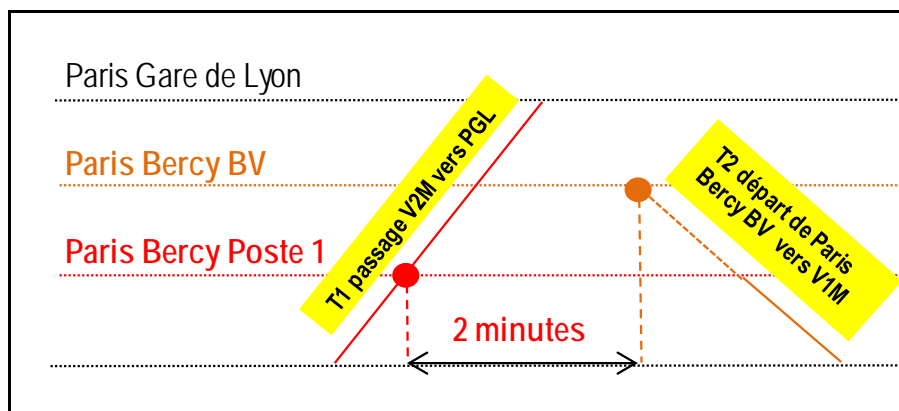 Paris Gare de Lyon
Paris Bercy BV
Paris Bercy Poste 1
T1 passage V2M vers PGL
T2 départ de Paris
Bercy BV vers V1M
2 minutes